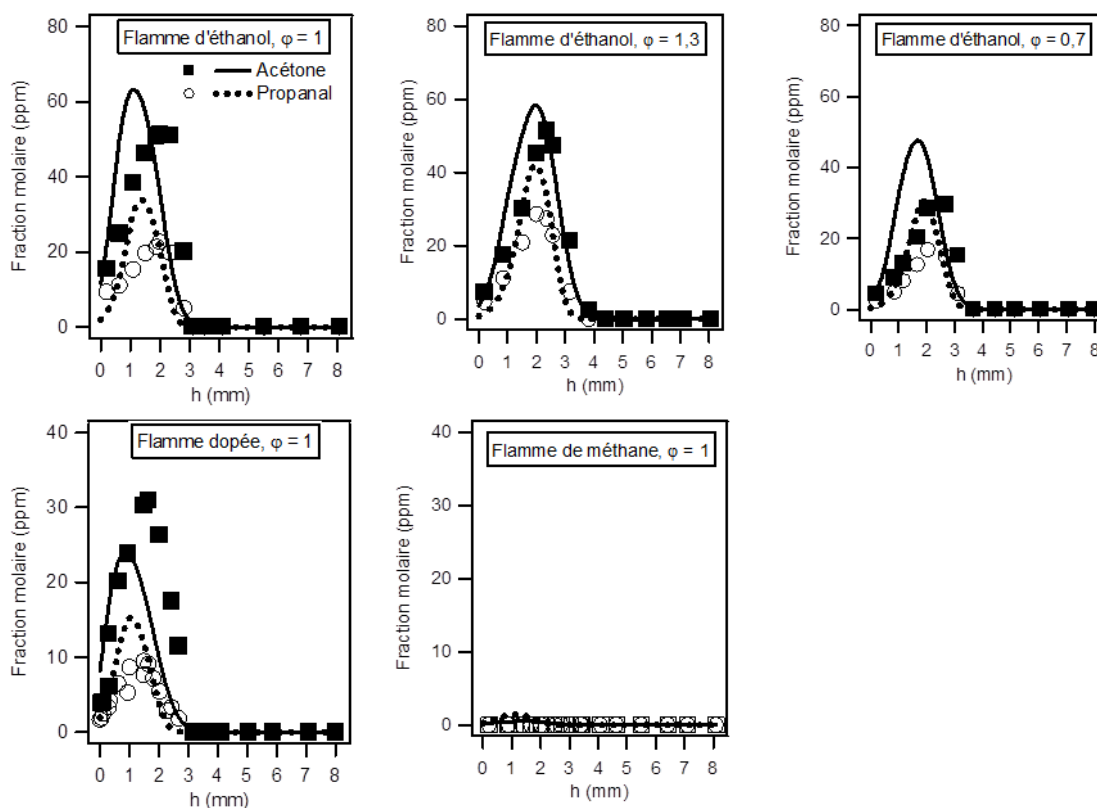 80
60
40
20
0
Fraction molaire (ppm)
Flamme d'éthanol, φ = 1
Acétone
Propanal
0 1 2 3 4 5 6 7 8
h (mm)
80
60
40
20
0
Fraction molaire (ppm)
Flamme d'éthanol, φ = 1,3
0 1 2 3 4 5 6 7 8
h (mm)
80
60
40
20
0
Fraction molaire (ppm)
Flamme d'éthanol, φ = 0,7
0 1 2 3 4 5 6 7 8
h (mm)
40
30
20
10
0
Fraction molaire (ppm)
Flamme dopée, φ = 1
0 1 2 3 4 5 6 7 8
h (mm)
40
30
20
10
0
Fraction molaire (ppm)
Flamme de méthane, φ = 1
0 1 2 3 4 5 6 7 8
h (mm)